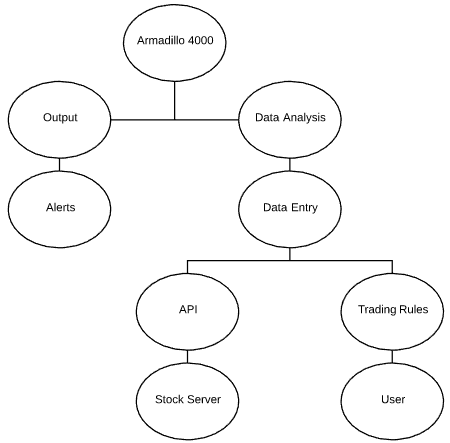 Armadillo 4000
Output
Data Analysis
Alerts
Data Entry
API
Trading Rules
Stock Server
User